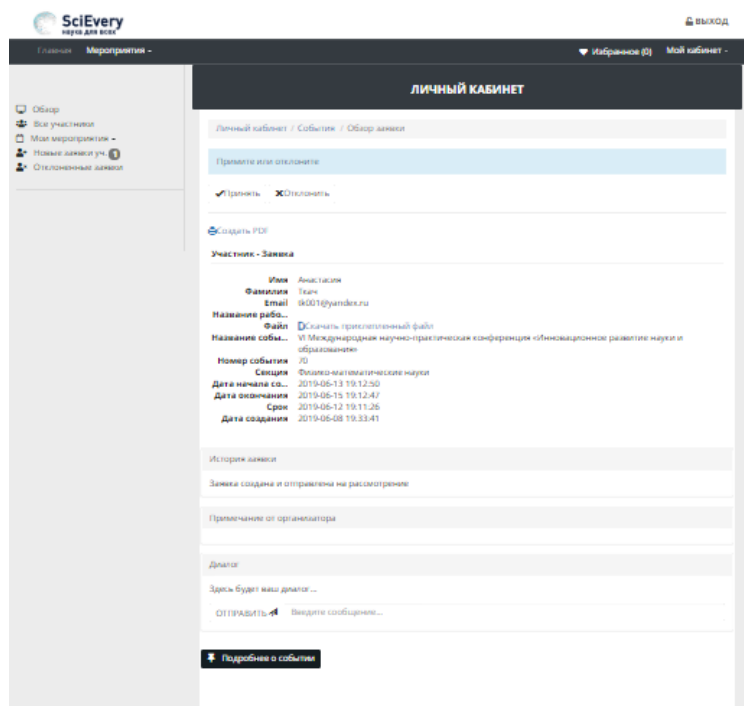 SciEvery
наука для всех
ВЫХОД
Главная Мероприятия
Избранное (0) Мой кабинет
ЛИЧНЫЙ КАБИНЕТ
Обзор
Все участники
Мои мероприятия
Новые заявки уч. 1
Отклоненные заявки
Личный кабинет / События / Обзор заявки
Примите или отклоните
Принять Отклонить
Создать PDF
Участник - Заявка
Имя Анастасия
Фамилия Ткач
Email tk001@yandex.ru
Название рабо...
Файл Скачать прикрепленный файл
Название собы... VI Международная научно-практическая конференция «Инновационное развитие науки и
образования»
Номер события 70
Секция Физико-математические науки
Дата начала со... 2019-06-13 19:12:50
Дата окончания 2019-06-15 19:12:47
Срок 2019-06-12 19:11:26
Дата создания 2019-06-08 19:33:41
История заявки
Заявка создана и отправлена на рассмотрение
Примечание от организатора
Диалог
Здесь будет ваш диалог...
ОТПРАВИТЬ Введите сообщение...
Подробнее о событии